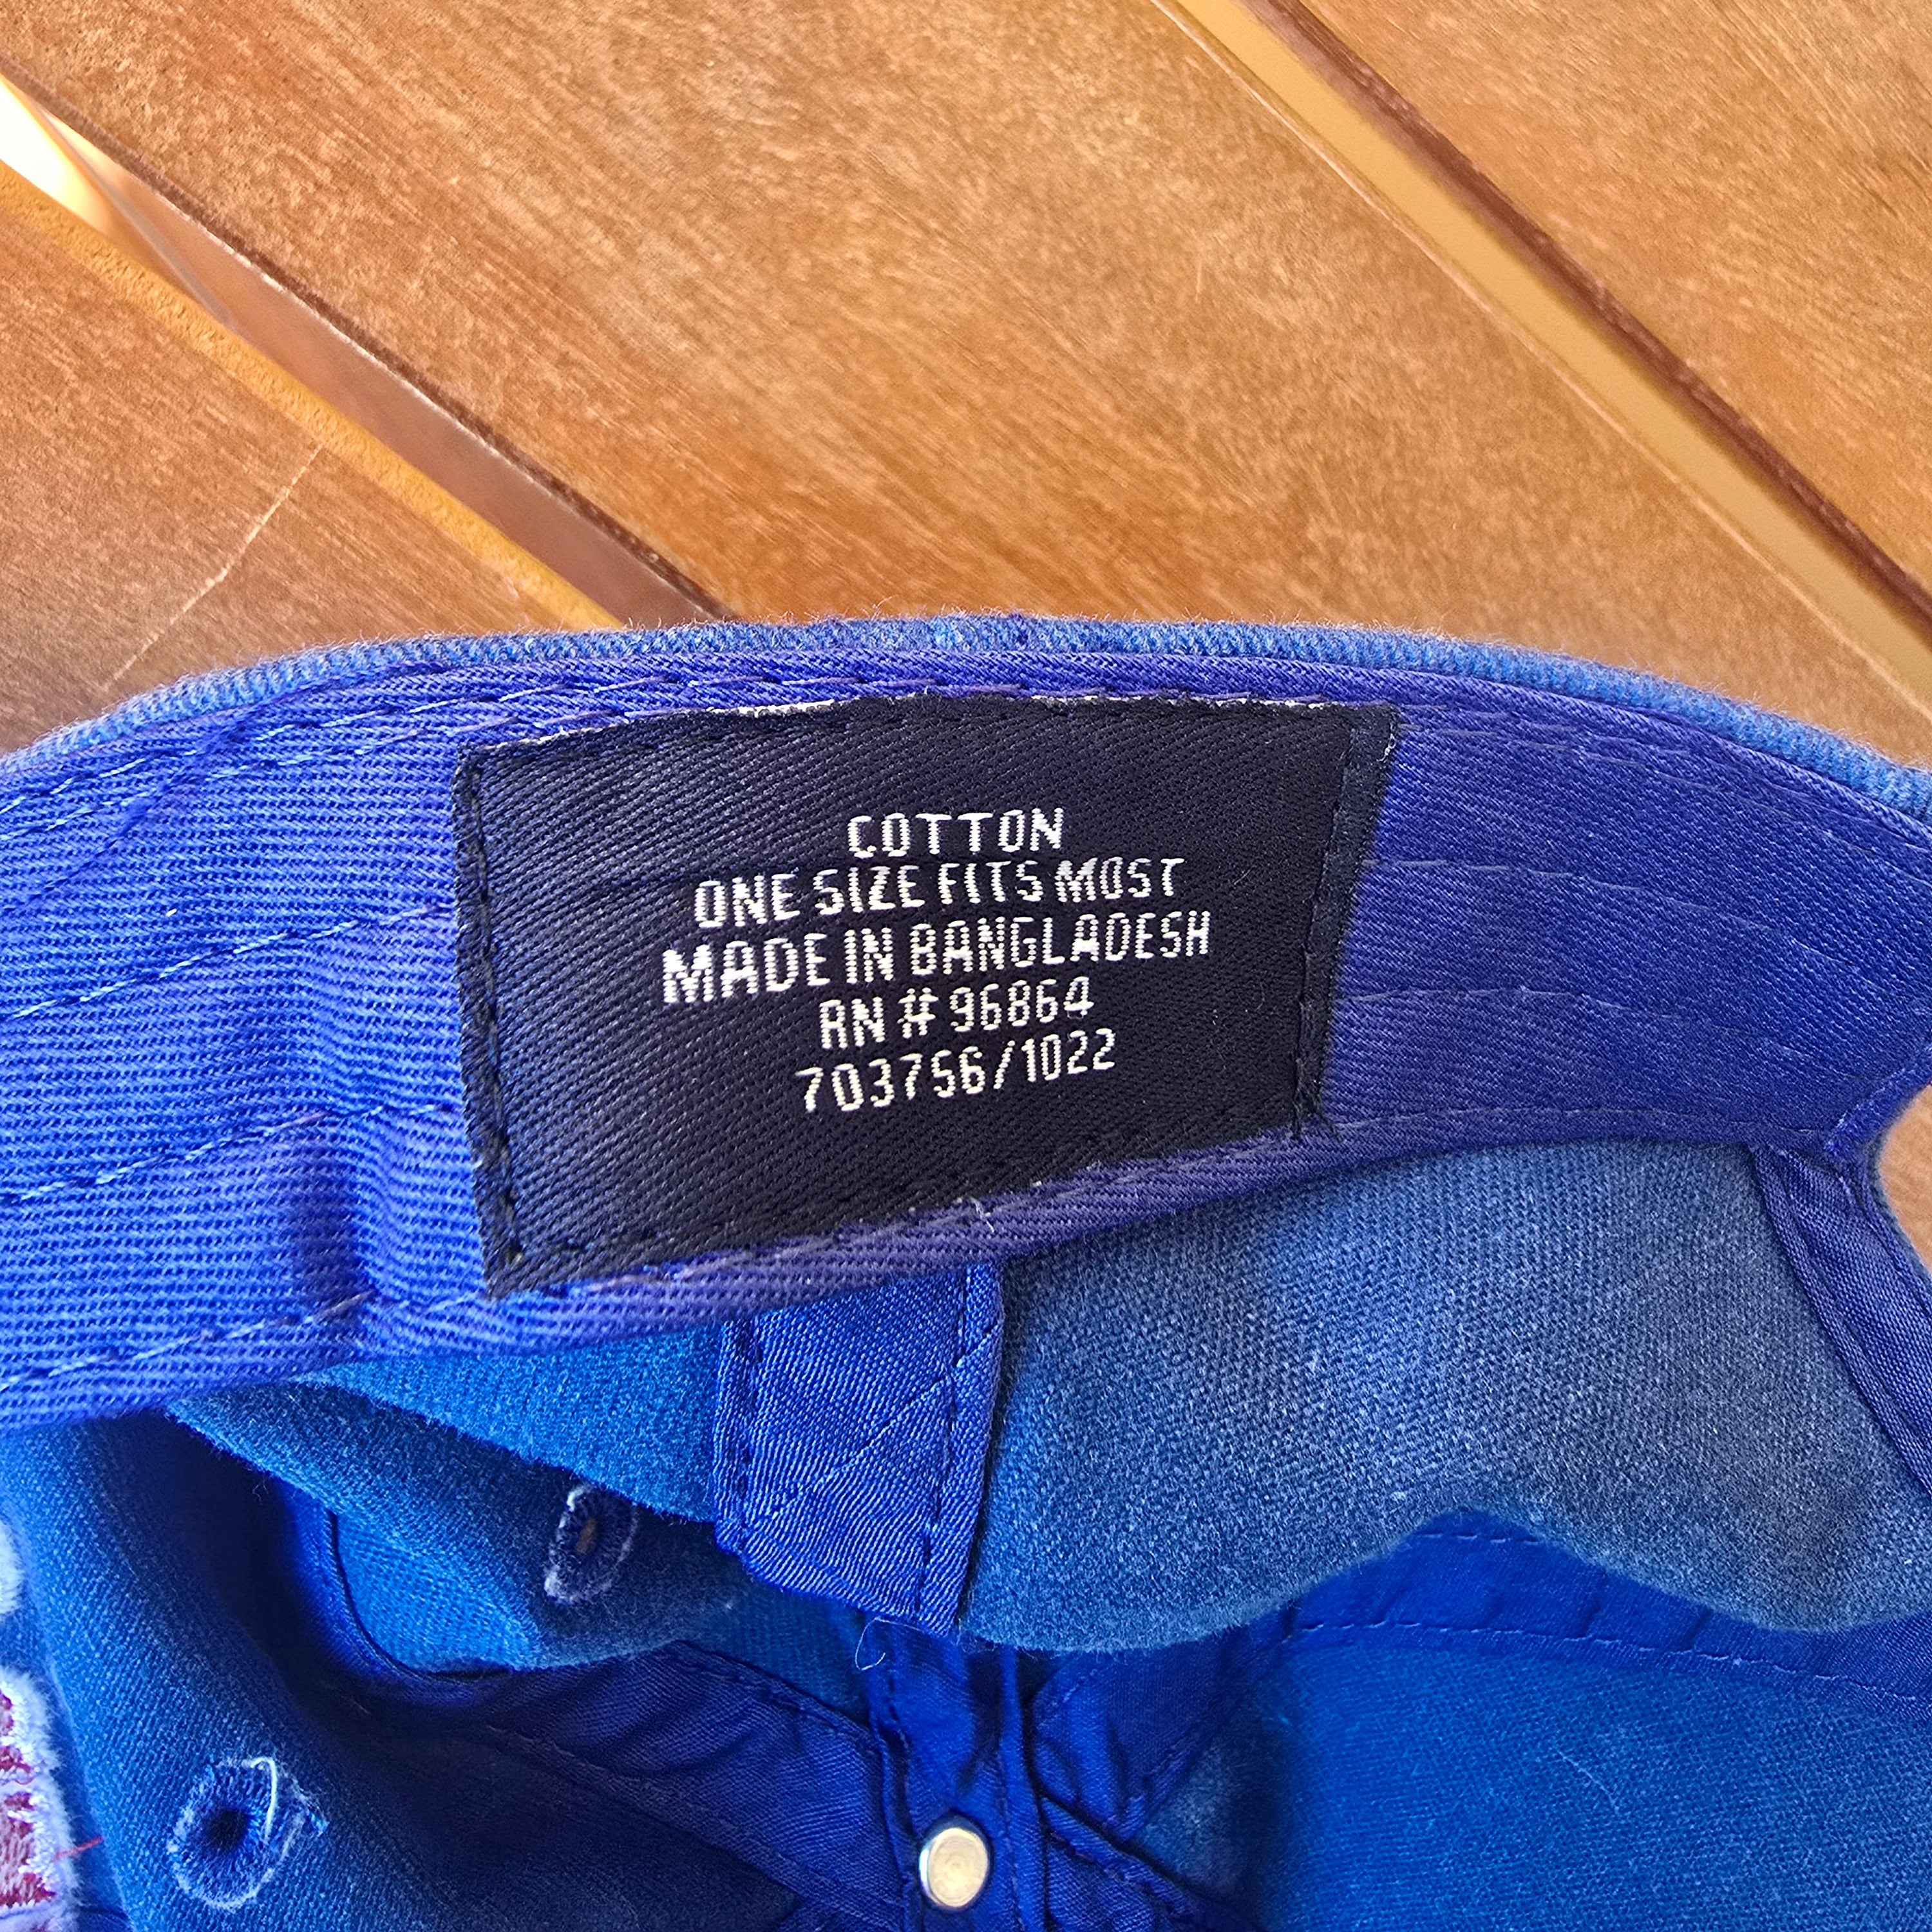 COTTON
ONE SIZE FITS MOST
MADE IN BANGLADESH
RN # 96864
703756/1022